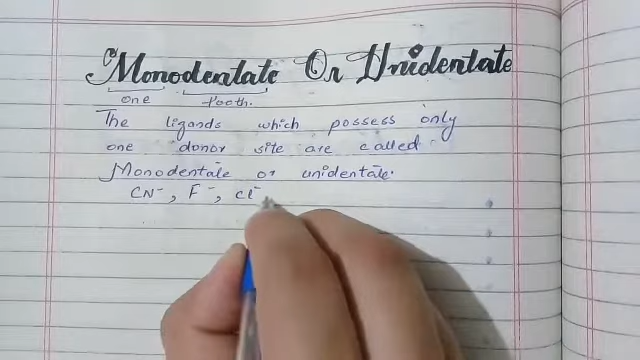 Monodentate Or Unidentate
one tooth.
The ligands which possess only
one donor site are called
Monodentate or unidentate.
CN⁻, F⁻, Cl⁻